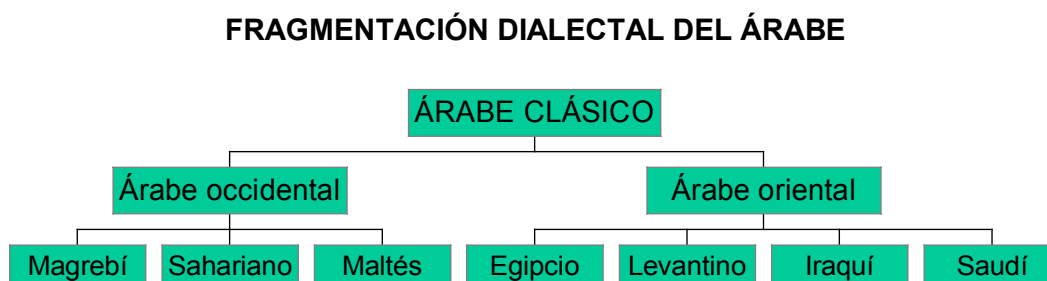 FRAGMENTACIÓN DIALECTAL DEL ÁRABE
ÁRABE CLÁSICO
Árabe occidental Árabe oriental
Magrebí Sahariano Maltés Egipcio Levantino Iraquí Saudí